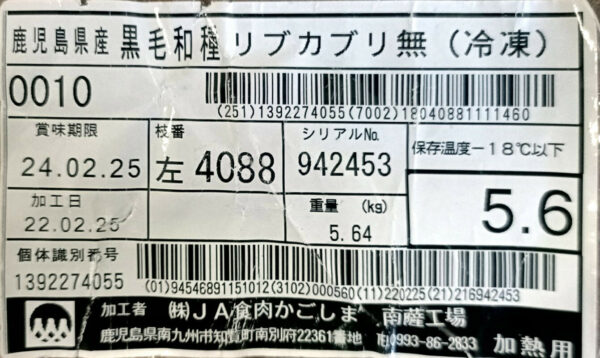 鹿児島県産 黒毛和種 リブカブリ無（冷凍）
0010
(251)1392274055(7002)18040881111460
賞味期限 枝番 シリアルNo. 保存温度－18℃以下
24.02.25 左 4088 942453
加工日 重量 (kg) 5.6
22.02.25 5.64
個体識別番号
1392274055
(01)94546891151012(3102)000560(11)220225(21)216942453
加工者 ㈱ＪＡ食肉かごしま 南薩工場
鹿児島県南九州市知覧町南別府22361番地 ℡0993-86-2833 加熱用